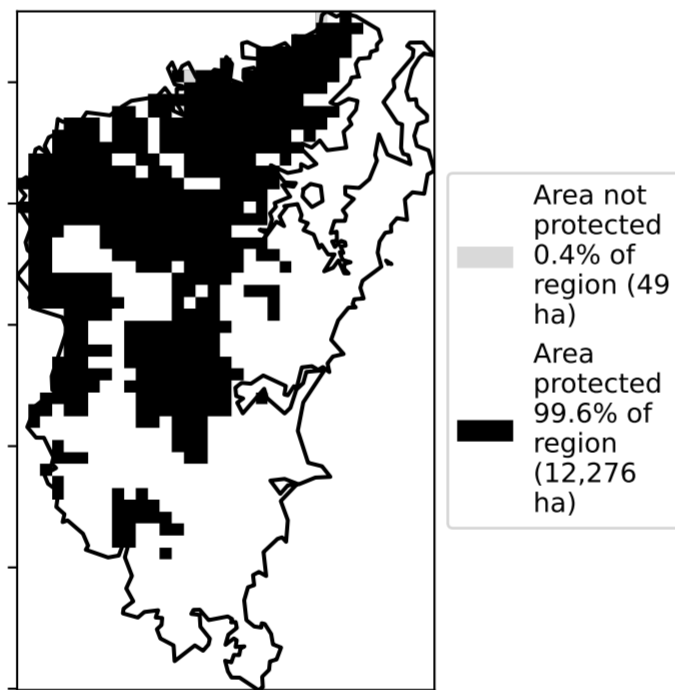 Area not
protected
0.4% of
region (49
ha)
Area
protected
99.6% of
region
(12,276
ha)